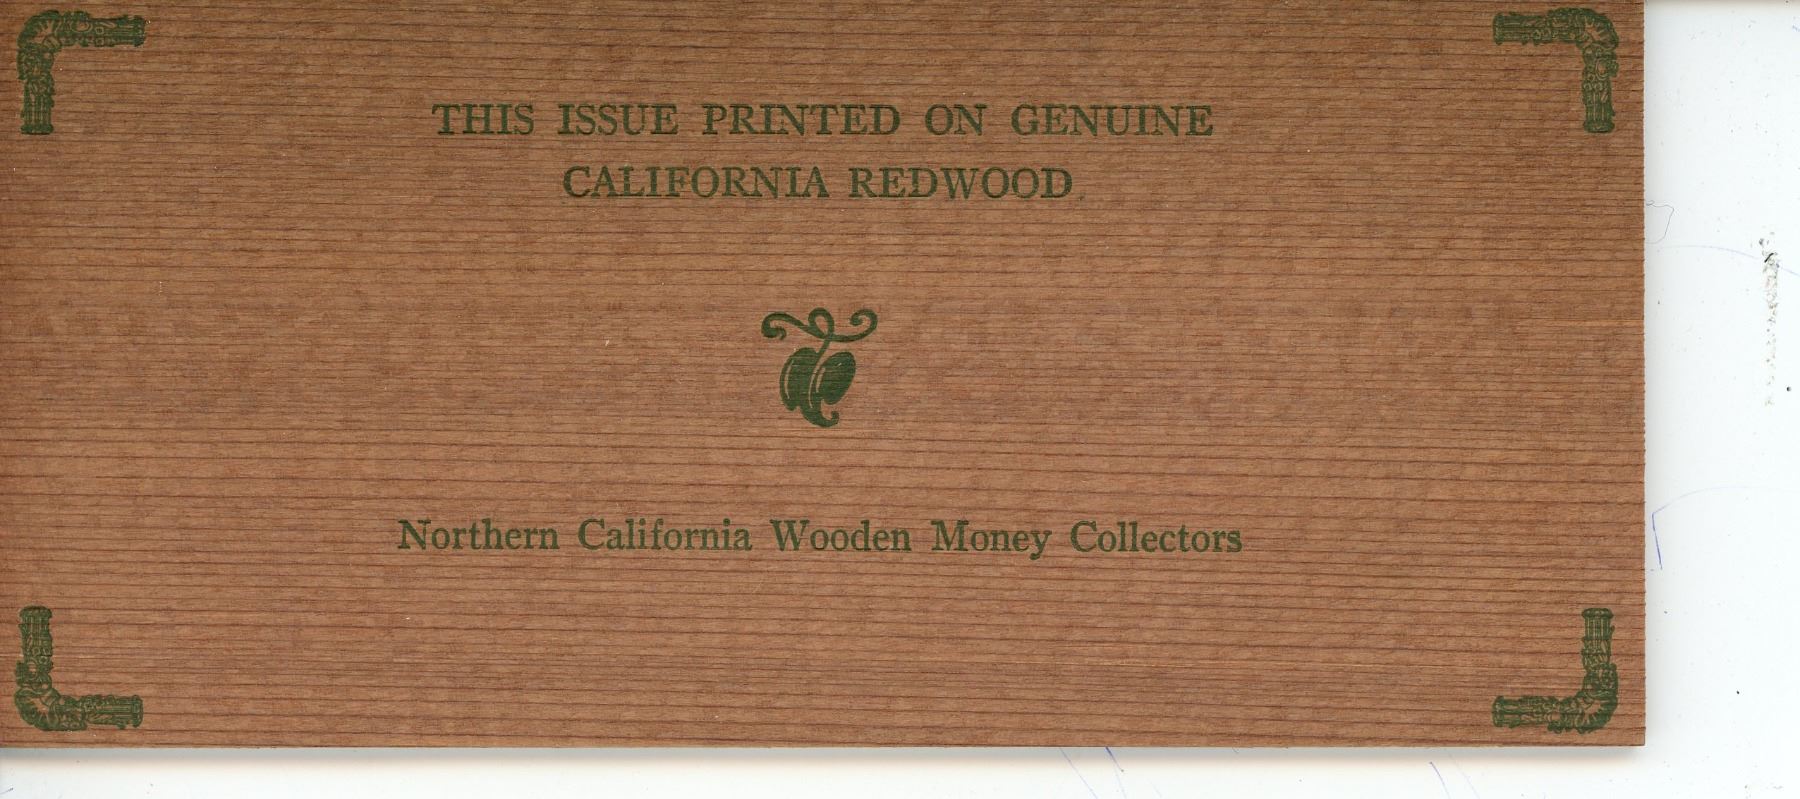 THIS ISSUE PRINTED ON GENUINE
CALIFORNIA REDWOOD
Northern California Wooden Money Collectors